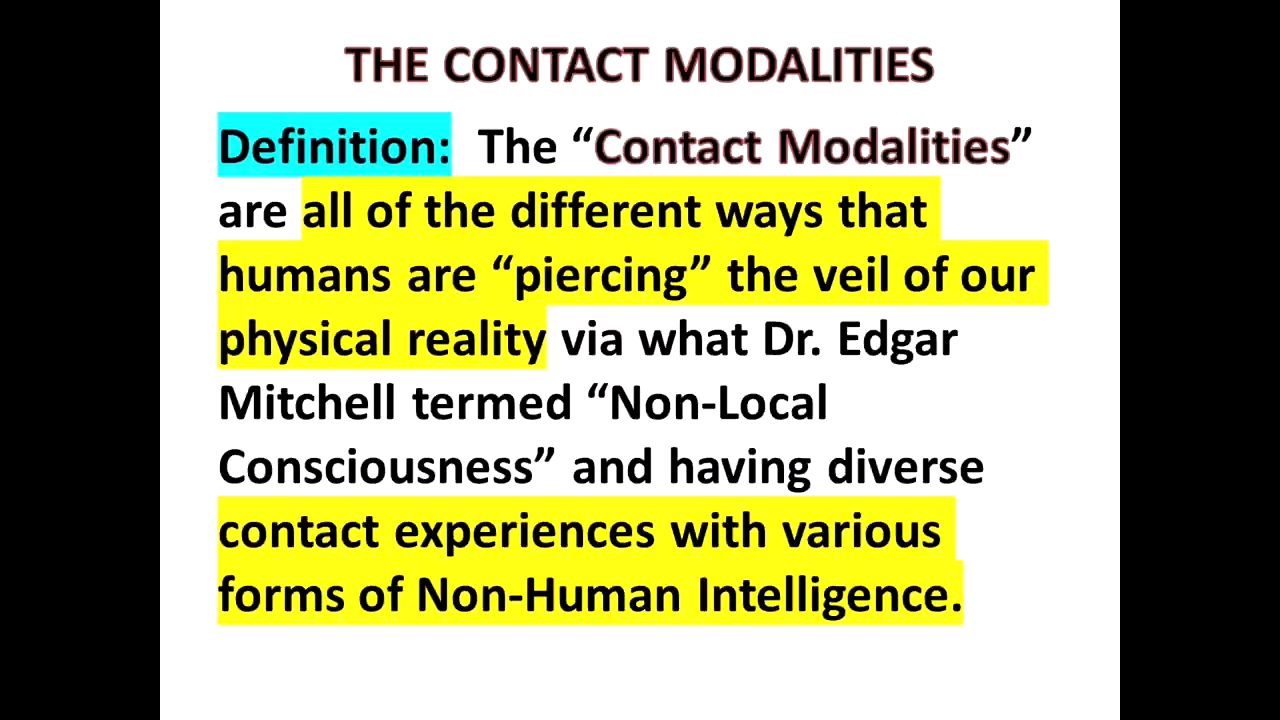 THE CONTACT MODALITIES
Definition: The “Contact Modalities”
are all of the different ways that
humans are “piercing” the veil of our
physical reality via what Dr. Edgar
Mitchell termed “Non-Local
Consciousness” and having diverse
contact experiences with various
forms of Non-Human Intelligence.